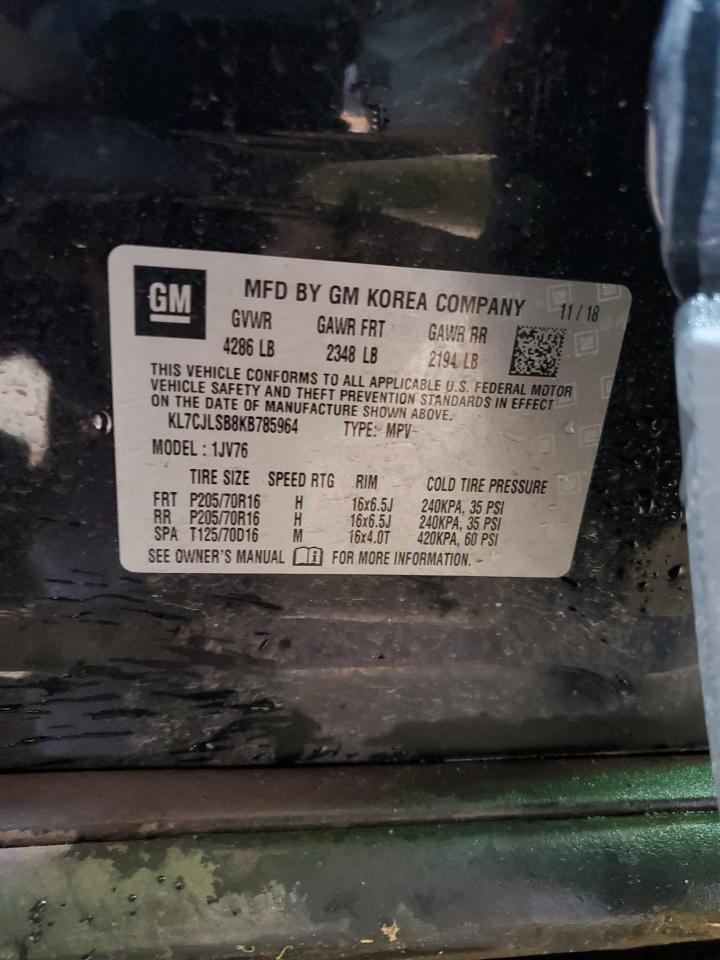 GM
MFD BY GM KOREA COMPANY 11/18
GVWR GAWR FRT GAWR RR
4286 LB 2348 LB 2194 LB
THIS VEHICLE CONFORMS TO ALL APPLICABLE U.S. FEDERAL MOTOR
VEHICLE SAFETY AND THEFT PREVENTION STANDARDS IN EFFECT
ON THE DATE OF MANUFACTURE SHOWN ABOVE.
KL7CJLSB8KB785964 TYPE: MPV
MODEL : 1JV76
TIRE SIZE SPEED RTG RIM COLD TIRE PRESSURE
FRT P205/70R16 H 16x6.5J 240KPA, 35 PSI
RR P205/70R16 H 16x6.5J 240KPA, 35 PSI
SPA T125/70D16 M 16x4.0T 420KPA, 60 PSI
SEE OWNER'S MANUAL FOR MORE INFORMATION.